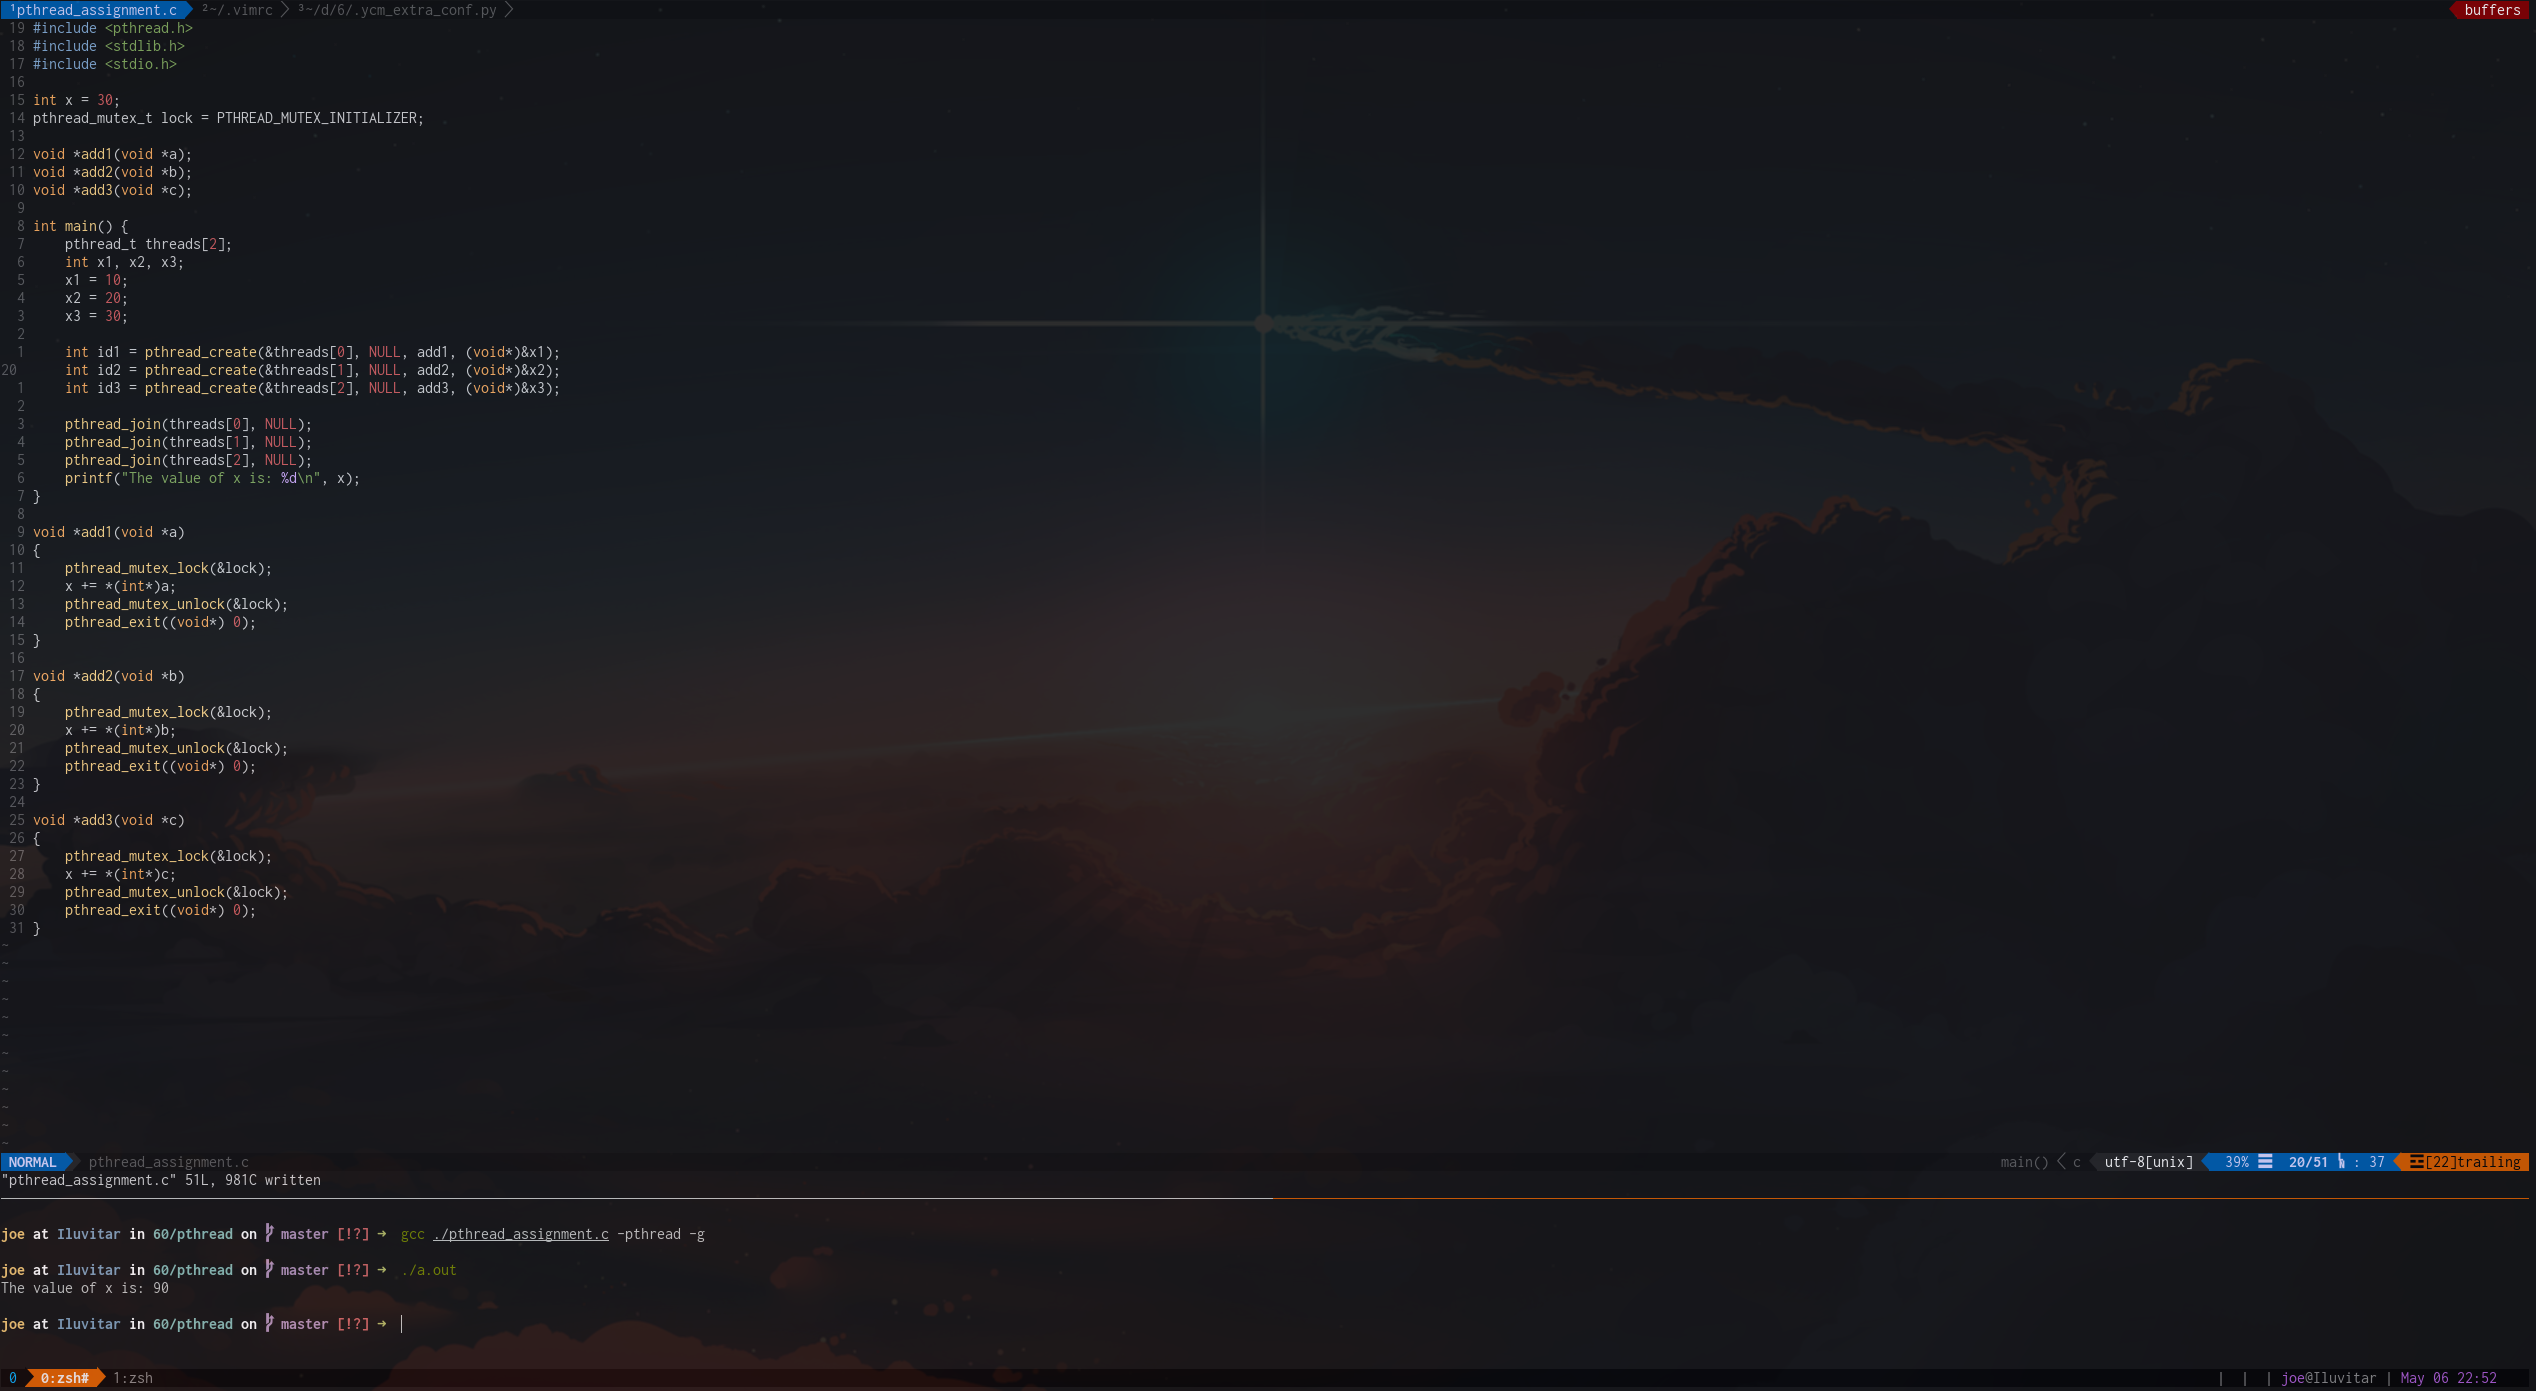 ¹pthread_assignment.c ²~/.vimrc ³~/d/6/.ycm_extra_conf.py buffers
19 #include <pthread.h>
18 #include <stdlib.h>
17 #include <stdio.h>
16
15 int x = 30;
14 pthread_mutex_t lock = PTHREAD_MUTEX_INITIALIZER;
13
12 void *add1(void *a);
11 void *add2(void *b);
10 void *add3(void *c);
9
8 int main() {
7     pthread_t threads[2];
6     int x1, x2, x3;
5     x1 = 10;
4     x2 = 20;
3     x3 = 30;
2
1     int id1 = pthread_create(&threads[0], NULL, add1, (void*)&x1);
20     int id2 = pthread_create(&threads[1], NULL, add2, (void*)&x2);
1     int id3 = pthread_create(&threads[2], NULL, add3, (void*)&x3);
2
3     pthread_join(threads[0], NULL);
4     pthread_join(threads[1], NULL);
5     pthread_join(threads[2], NULL);
6     printf("The value of x is: %d\n", x);
7 }
8
9 void *add1(void *a)
10 {
11     pthread_mutex_lock(&lock);
12     x += *(int*)a;
13     pthread_mutex_unlock(&lock);
14     pthread_exit((void*) 0);
15 }
16
17 void *add2(void *b)
18 {
19     pthread_mutex_lock(&lock);
20     x += *(int*)b;
21     pthread_mutex_unlock(&lock);
22     pthread_exit((void*) 0);
23 }
24
25 void *add3(void *c)
26 {
27     pthread_mutex_lock(&lock);
28     x += *(int*)c;
29     pthread_mutex_unlock(&lock);
30     pthread_exit((void*) 0);
31 }
~
~
~
~
~
~
~
~
~
~
~
~
NORMAL pthread_assignment.c main() c utf-8[unix] 39% ☰ 20/51 : 37 ☲[22]trailing
"pthread_assignment.c" 51L, 981C written
joe at Iluvitar in 60/pthread on master [!?] → gcc ./pthread_assignment.c -pthread -g
joe at Iluvitar in 60/pthread on master [!?] → ./a.out
The value of x is: 90
joe at Iluvitar in 60/pthread on master [!?] →
0 0:zsh# 1:zsh | | | joe@Iluvitar | May 06 22:52